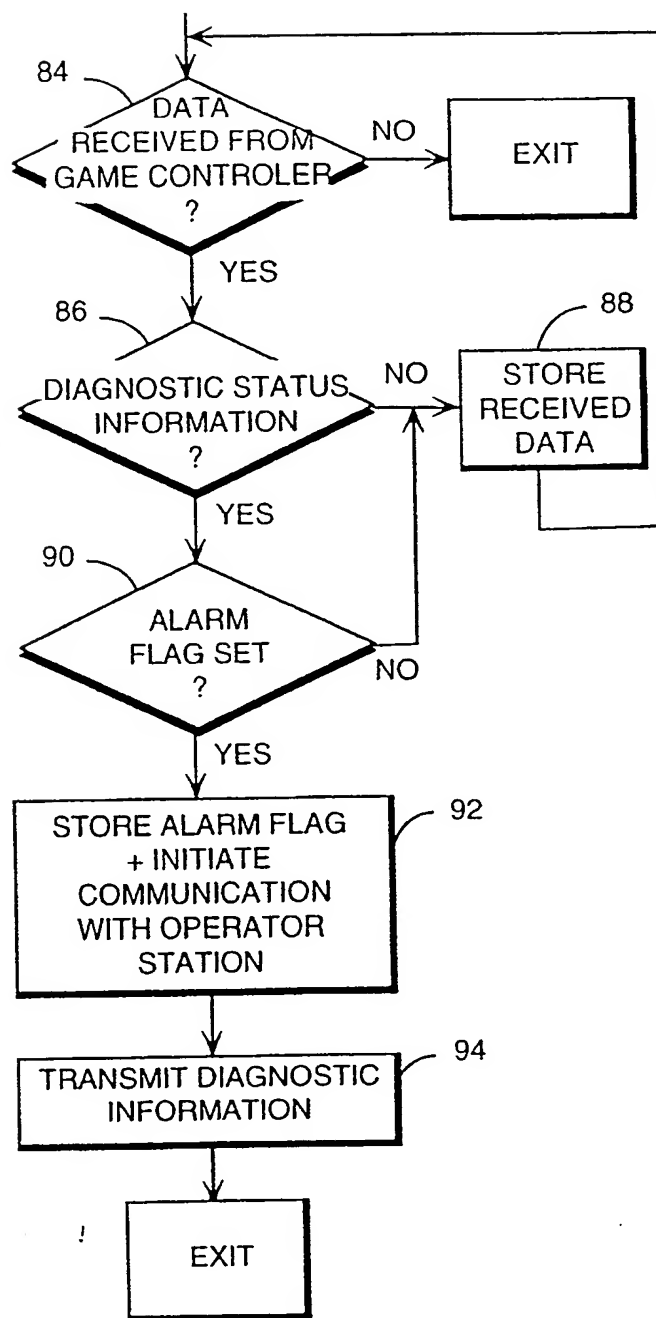 84
DATA
RECEIVED FROM
GAME CONTROLER
?
NO
EXIT
YES
86
DIAGNOSTIC STATUS
INFORMATION
?
NO
88
STORE
RECEIVED
DATA
YES
90
ALARM
FLAG SET
?
NO
YES
92
STORE ALARM FLAG
+ INITIATE
COMMUNICATION
WITH OPERATOR
STATION
94
TRANSMIT DIAGNOSTIC
INFORMATION
EXIT